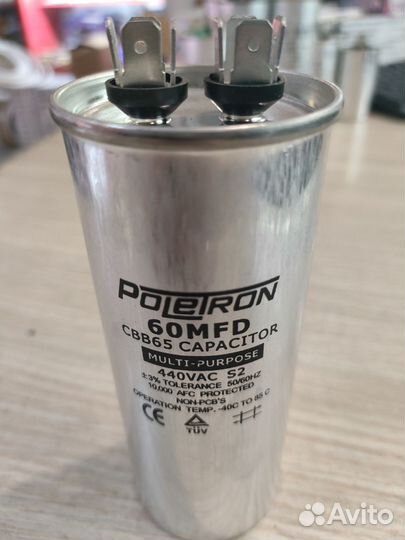 POLETRON
60MFD
CBB65 CAPACITOR
MULTI-PURPOSE
440VAC S2
±3% TOLERANCE 50/60HZ
10,000 AFC PROTECTED
NON-PCB'S
OPERATION TEMP. -40C TO 85 C
CE
TÜV
Avito